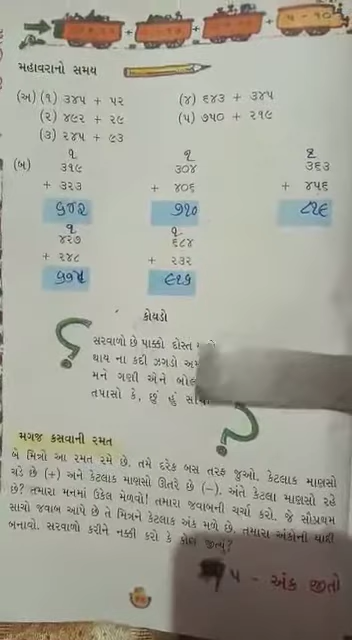 ૫ - ૧૦
મહાવરાનો સમય
(અ) (૧) ૩૪૫ + ૫૨ (૪) ૬૪૩ + ૩૪૫
(૨) ૪૯૨ + ૨૯ (૫) ૭૫૦ + ૨૧૯
(૩) ૨૪૫ + ૯૩
(બ) ૧ ૧ ૨
૩૧૯ ૩૦૪ ૩૬૩
+ ૩૨૩ + ૪૦૬ + ૪૫૬
૬૪૨ ૭૧૦ ૮૧૯
૧ ૧
૪૨૭ ૬૮૪
+ ૨૪૮ + ૨૩૨
૯૧૬
કોયડો
સરવાળો છે પાક્કો દોસ્ત
થાય ના કદી ઝગડો
મને ગણી એને
તપાસો કે, છું હું
મગજ કસવાની રમત
બે મિત્રો આ રમત રમે છે. તમે દરેક બસ તરફ જુઓ. કેટલાક માણસો
ચડે છે (+) અને કેટલાક માણસો ઊતરે છે (–). અંતે કેટલા માણસો રહે
છે? તમારા મનમાં ઉકેલ મેળવો! તમારા જવાબની ચર્ચા કરો. જે સૌપ્રથમ
સાચો જવાબ આપે છે તે મિત્રને કેટલાક અંક મળે છે. તમારા અંકોની યાદી
બનાવો. સરવાળો કરીને નક્કી કરો કે કોણ જીત્યું?
૫ - અંક જીતો